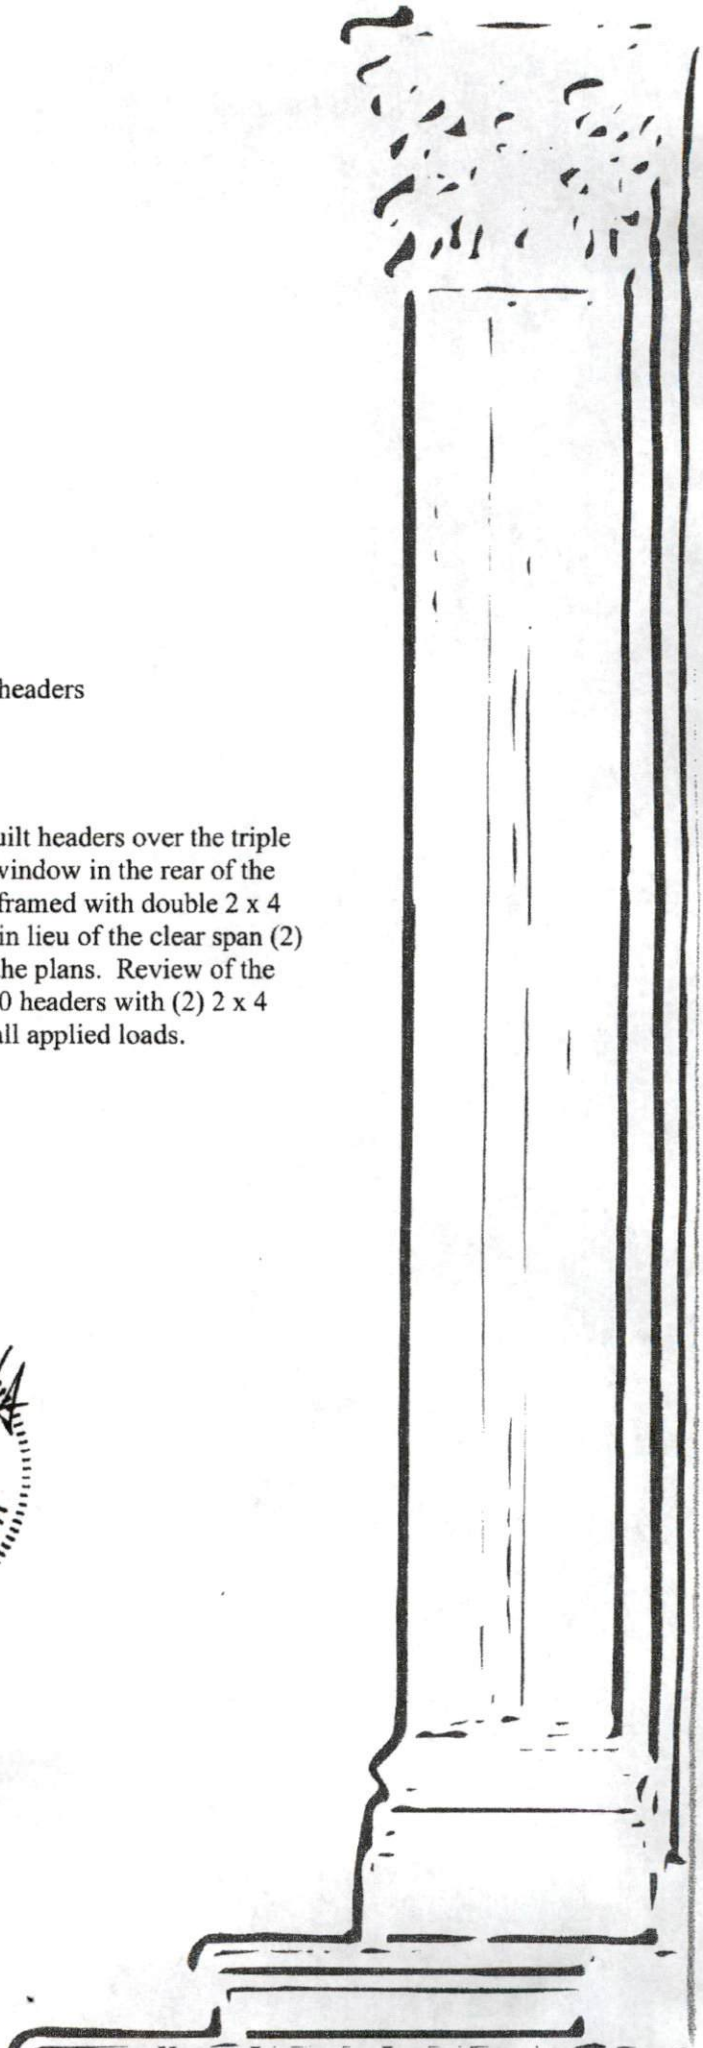 headers
uilt headers over the triple
window in the rear of the
framed with double 2 x 4
in lieu of the clear span (2)
he plans.  Review of the
0 headers with (2) 2 x 4
ll applied loads.